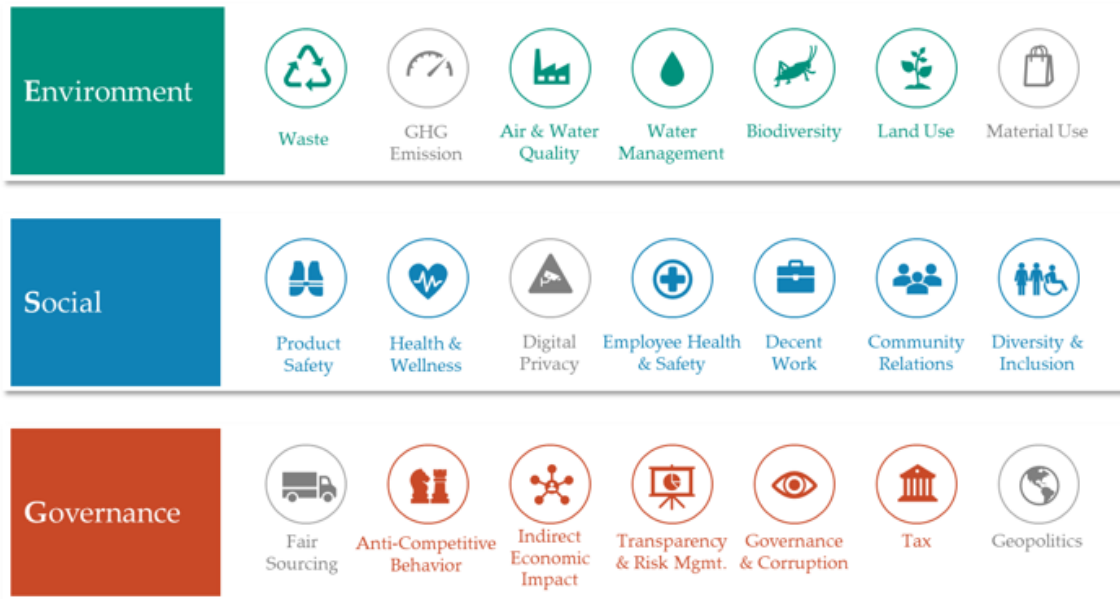 Environment
Waste
GHG
Emission
Air & Water
Quality
Water
Management
Biodiversity
Land Use
Material Use
Social
Product
Safety
Health &
Wellness
Digital
Privacy
Employee Health
& Safety
Decent
Work
Community
Relations
Diversity &
Inclusion
Governance
Fair
Sourcing
Anti-Competitive
Behavior
Indirect
Economic
Impact
Transparency
& Risk Mgmt.
Governance
& Corruption
Tax
Geopolitics